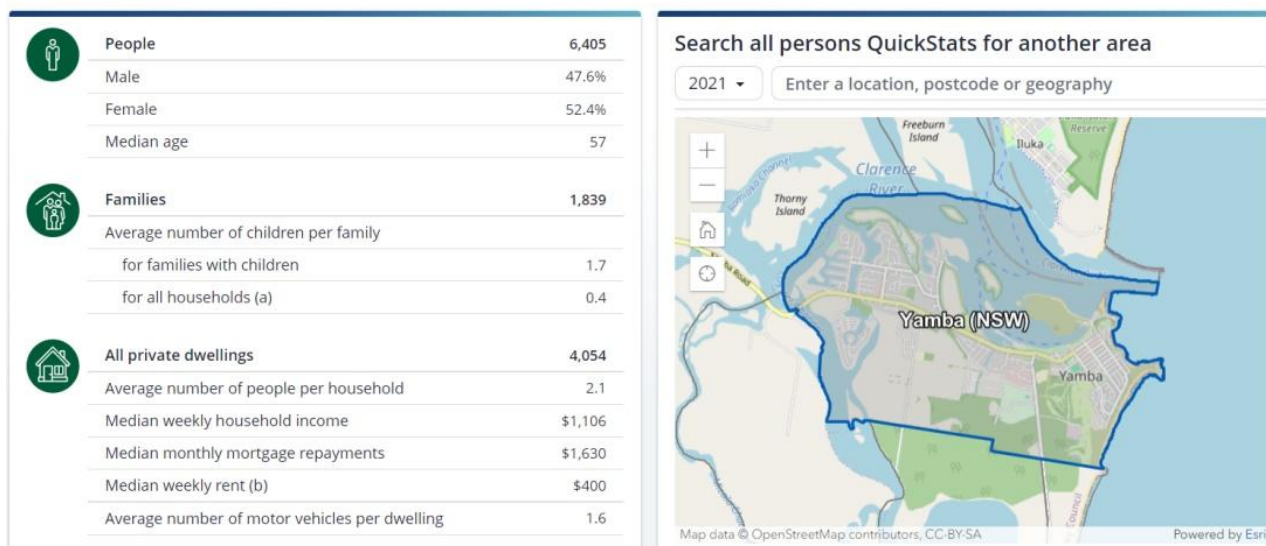 People 6,405
Male 47.6%
Female 52.4%
Median age 57
Families 1,839
Average number of children per family
for families with children 1.7
for all households (a) 0.4
All private dwellings 4,054
Average number of people per household 2.1
Median weekly household income $1,106
Median monthly mortgage repayments $1,630
Median weekly rent (b) $400
Average number of motor vehicles per dwelling 1.6
Search all persons QuickStats for another area
2021 Enter a location, postcode or geography
Freeburn
Island
Reserve
Iluka
Clarence
River
Thorny
Island
Road
Yamba (NSW)
Yamba
Council
Map data © OpenStreetMap contributors, CC-BY-SA Powered by Esri